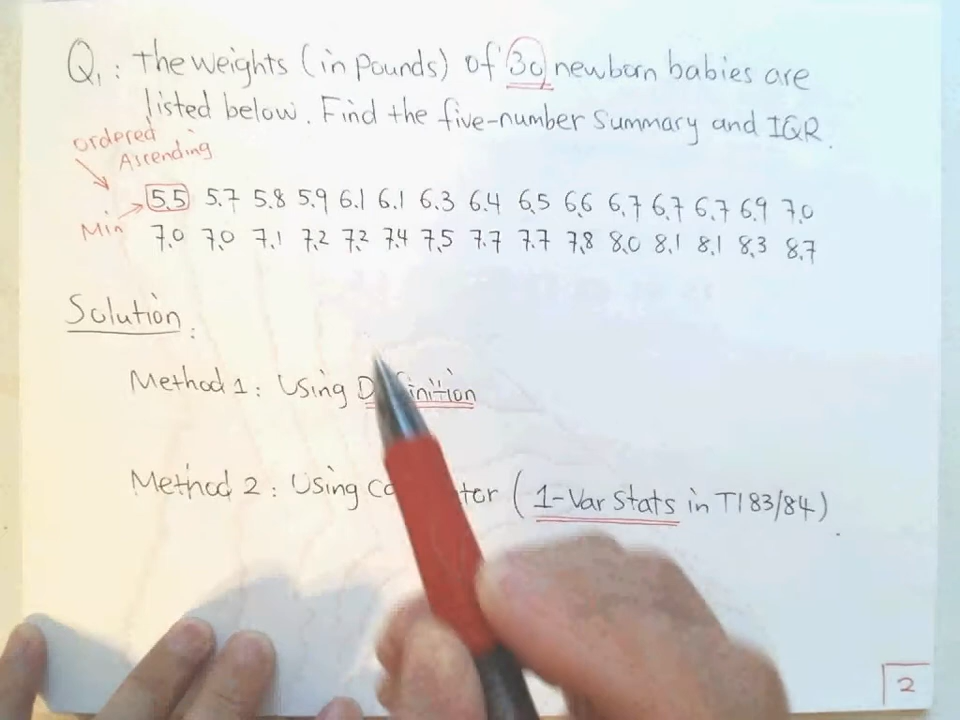 Q1: the weights (in pounds) of 30 newborn babies are
listed below. Find the five-number summary and IQR.
ordered
Ascending
5.5 5.7 5.8 5.9 6.1 6.1 6.3 6.4 6.5 6.6 6.7 6.7 6.7 6.9 7.0
Min
7.0 7.0 7.1 7.2 7.2 7.4 7.5 7.7 7.7 7.8 8.0 8.1 8.1 8.3 8.7
Solution:
Method 1: Using
Method 2: Using (1-Var Stats in TI 83/84).
2